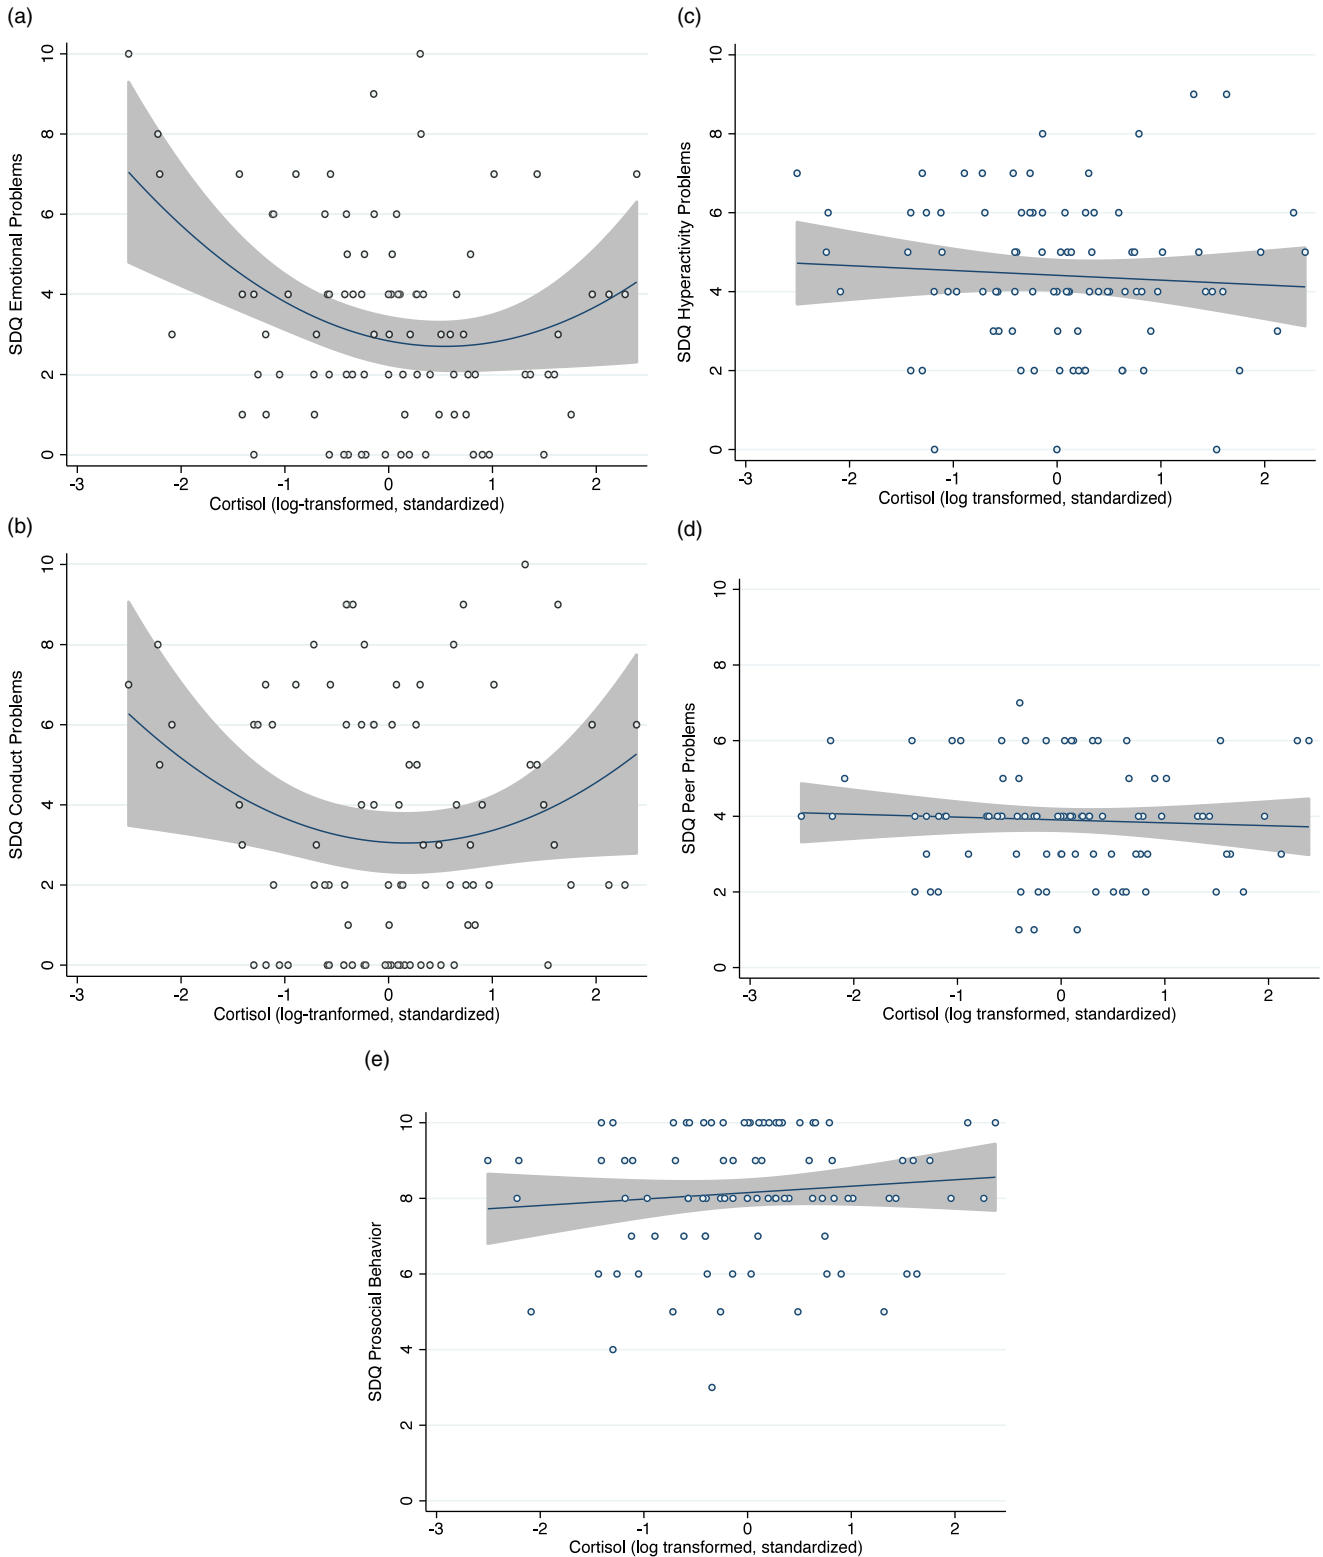 (a)
SDQ Emotional Problems
10
8
6
4
2
0
-3 -2 -1 0 1 2
Cortisol (log-transformed, standardized)
(b)
SDQ Conduct Problems
10
8
6
4
2
0
-3 -2 -1 0 1 2
Cortisol (log-tranformed, standardized)
(c)
SDQ Hyperactivity Problems
10
8
6
4
2
0
-3 -2 -1 0 1 2
Cortisol (log transformed, standardized)
(d)
SDQ Peer Problems
10
8
6
4
2
0
-3 -2 -1 0 1 2
Cortisol (log transformed, standardized)
(e)
SDQ Prosocial Behavior
10
8
6
4
2
0
-3 -2 -1 0 1 2
Cortisol (log transformed, standardized)